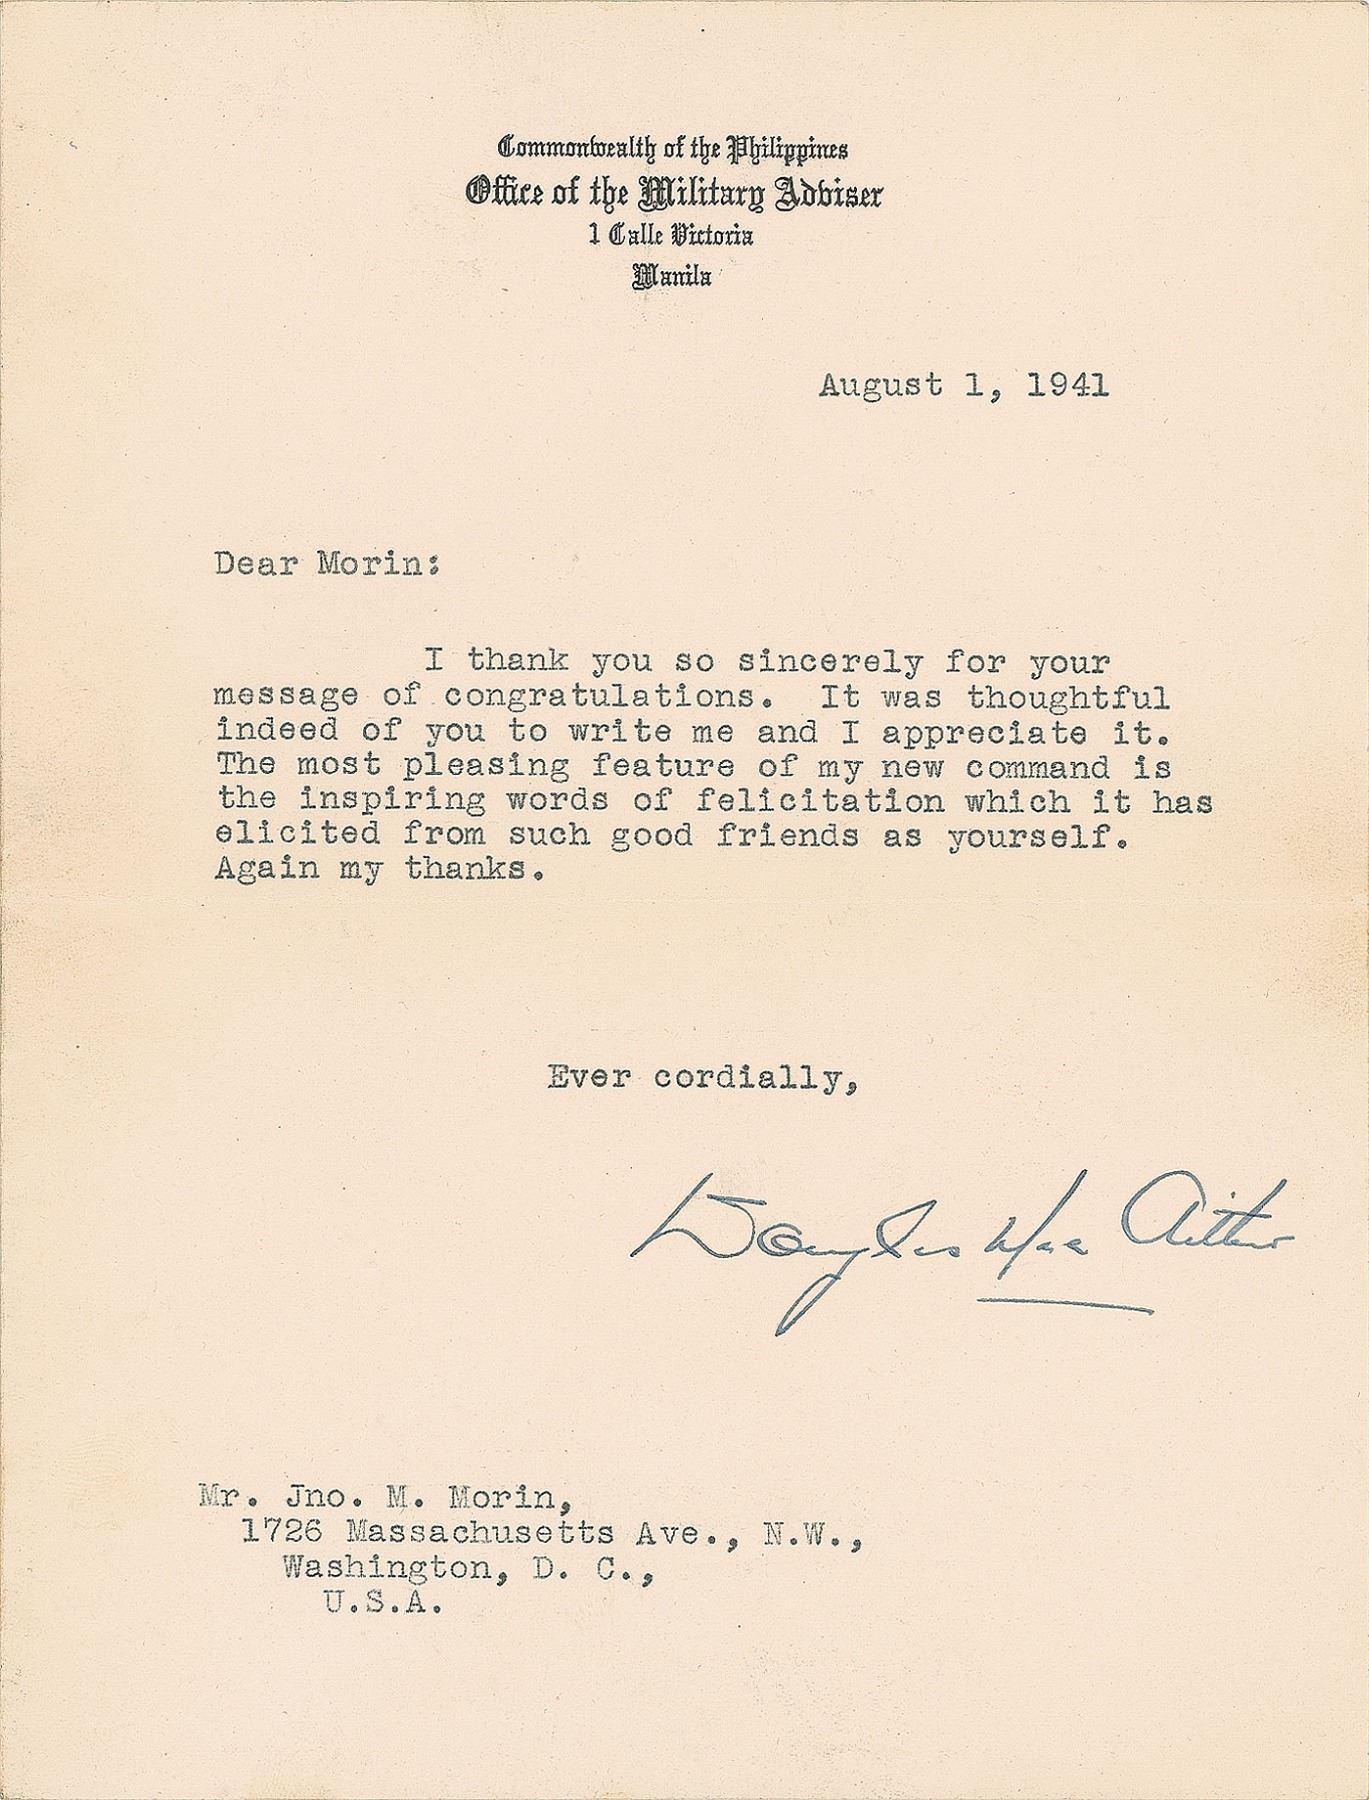 Commonwealth of the Philippines
Office of the Military Adviser
1 Calle Victoria
Manila
August 1, 1941
Dear Morin:
I thank you so sincerely for your
message of congratulations. It was thoughtful
indeed of you to write me and I appreciate it.
The most pleasing feature of my new command is
the inspiring words of felicitation which it has
elicited from such good friends as yourself.
Again my thanks.
Ever cordially,
Douglas MacArthur
Mr. Jno. M. Morin,
1726 Massachusetts Ave., N.W.,
Washington, D. C.,
U.S.A.